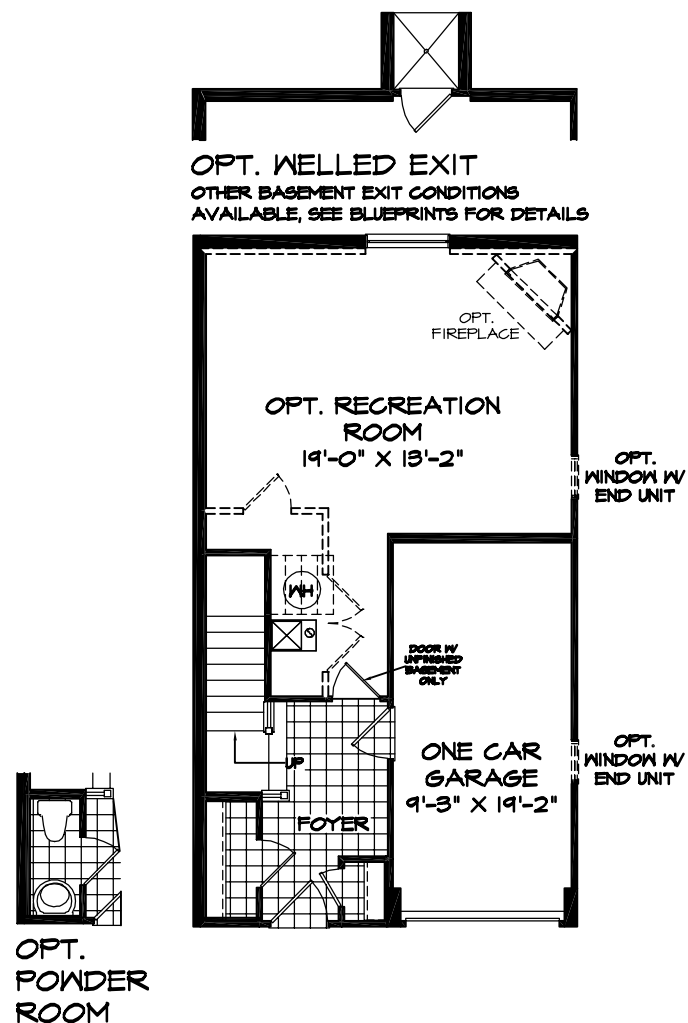 OPT. WELLED EXIT
OTHER BASEMENT EXIT CONDITIONS
AVAILABLE, SEE BLUEPRINTS FOR DETAILS
OPT.
FIREPLACE
OPT. RECREATION
ROOM
19'-0" X 13'-2"
OPT.
WINDOW W/
END UNIT
WH
DOOR W/
UNFINISHED
BASEMENT
ONLY
UP
ONE CAR
GARAGE
9'-3" X 19'-2"
OPT.
WINDOW W/
END UNIT
FOYER
OPT.
POWDER
ROOM